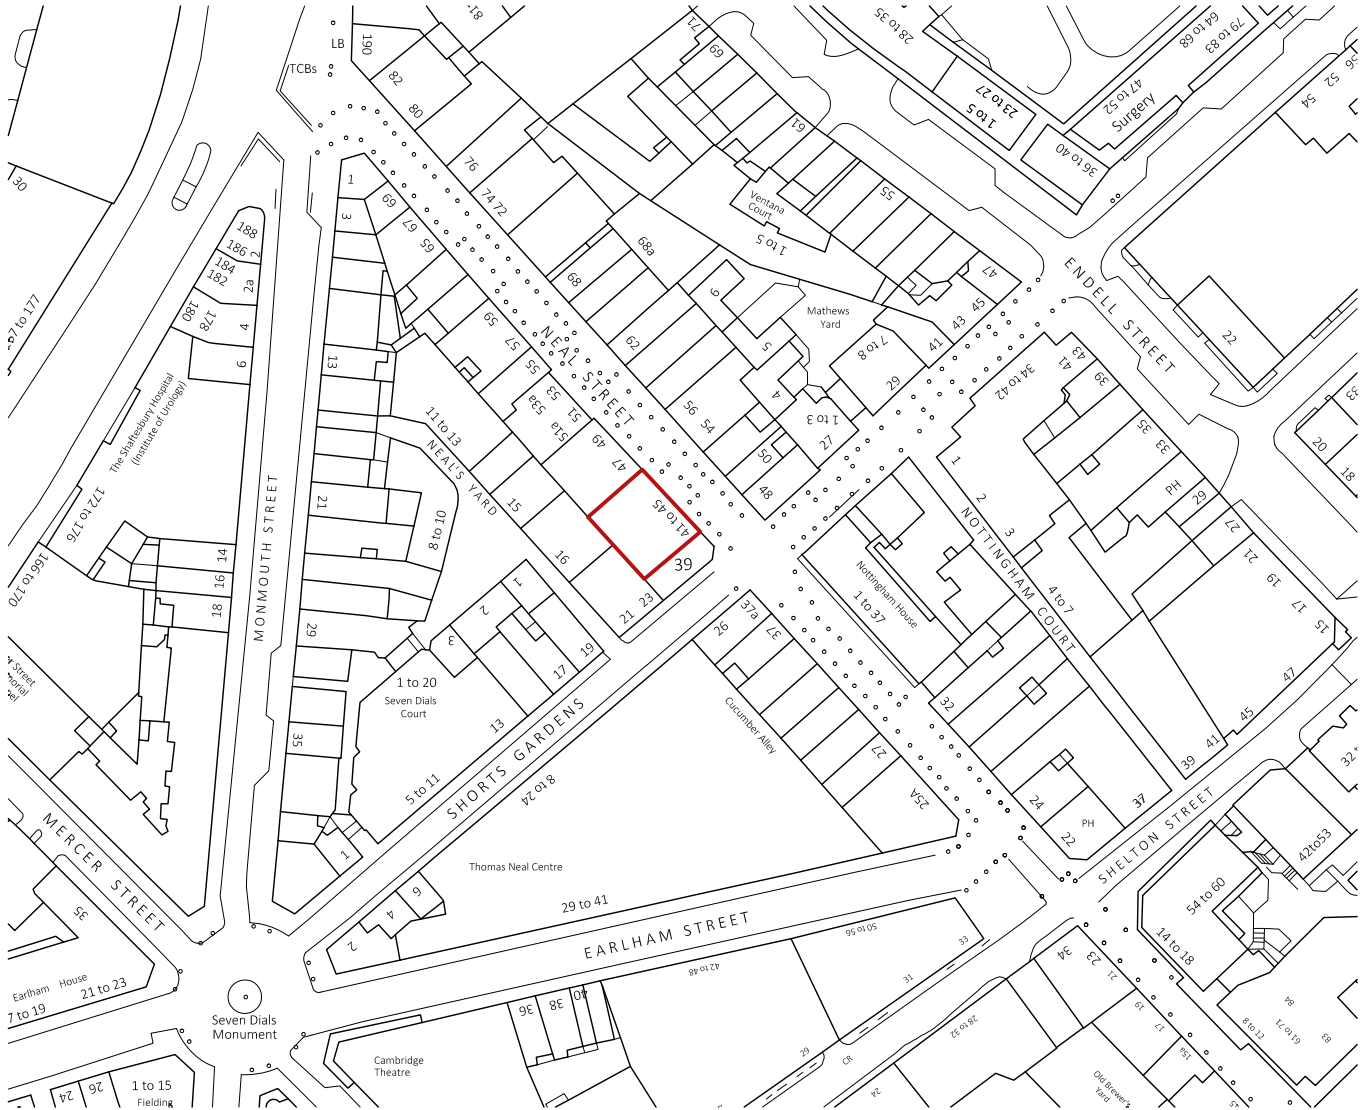 81
71
69
28 to 35
64 to 68
79 to 83
LB
190
TCBs
82
80
23 to 27
1 to 5
47 to 52
Surgery
54
52
56
36 to 40
61
30
76
74
72
1
3
69
67
65
Ventana
Court
1 to 5
55
188
186
2
184
182
2a
180
178
4
6
68a
68
47
45
43
41
ENDELL STREET
22
13
59
57
55
53
53a
51
51a
49
47
NEAL STREET
62
9
5
4
Mathews
Yard
7 to 8
29
1 to 3
27
56
54
50
48
34 to 42
41
43
39
35
33
PH
29
27
21
19
17
15
20
18
The Shaftesbury Hospital
(Institute of Urology)
172 to 176
166 to 170
11 to 13
NEAL'S YARD
15
16
21
8 to 10
41 to 45
39
23
21
14
16
18
MONMOUTH STREET
29
35
1
2
3
19
17
13
1 to 20
Seven Dials
Court
5 to 11
SHORTS GARDENS
8 to 24
1
1
2
3
NOTTINGHAM COURT
4 to 7
Nottingham House
1 to 37
26
37a
37
Cucumber Alley
27
25A
32
24
22
PH
37
39
41
45
47
SHELTON STREET
42to53
MERCER STREET
35
Earlham House
21 to 23
Thomas Neal Centre
6
4
2
29 to 41
EARLHAM STREET
50 to 56
42 to 48
36
38
40
33
31
29
CR
28 to 32
24
34
23
21
19
17
15a
54 to 60
14 to 18
8 to 21
61 to 71
84
83
Seven Dials
Monument
Cambridge
Theatre
24
26
1 to 15
Fielding
Old Brewer's
Yard